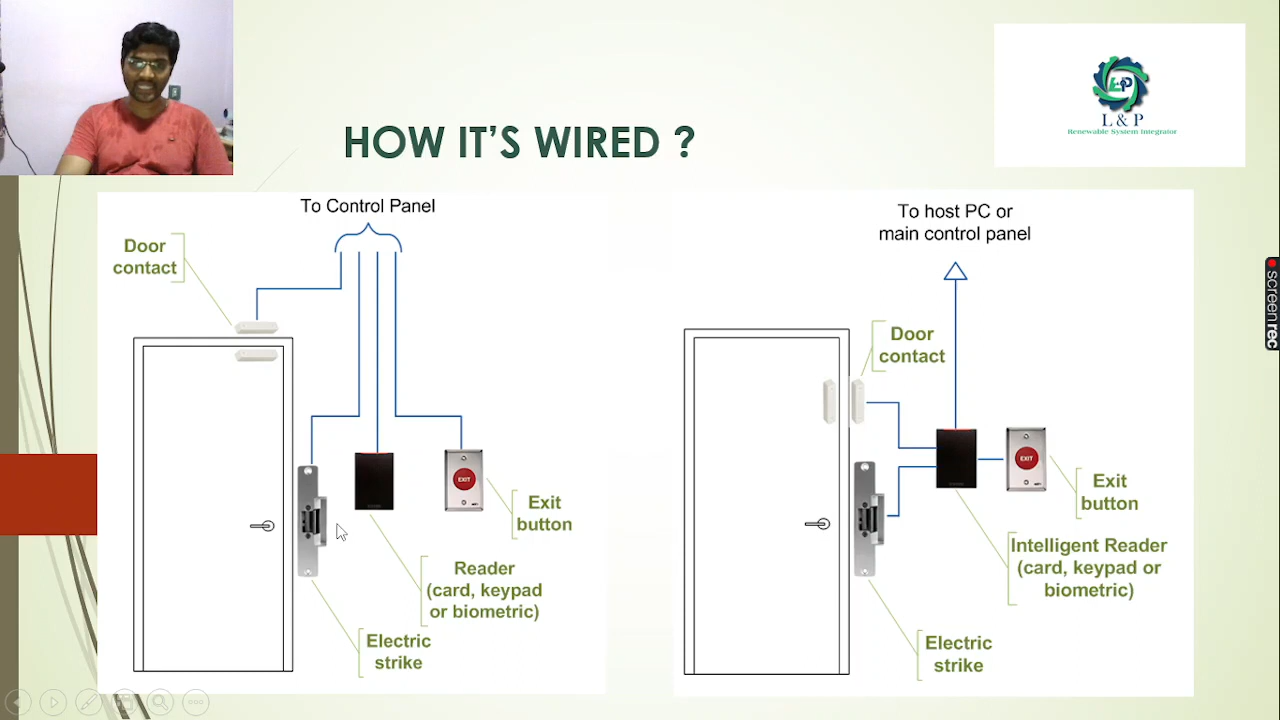 HOW IT'S WIRED ?
L & P
Renewable System Integrator
To Control Panel
Door
contact
EXIT
Exit
button
Reader
(card, keypad
or biometric)
Electric
strike
To host PC or
main control panel
Door
contact
EXIT
Exit
button
Intelligent Reader
(card, keypad or
biometric)
Electric
strike
screenrec